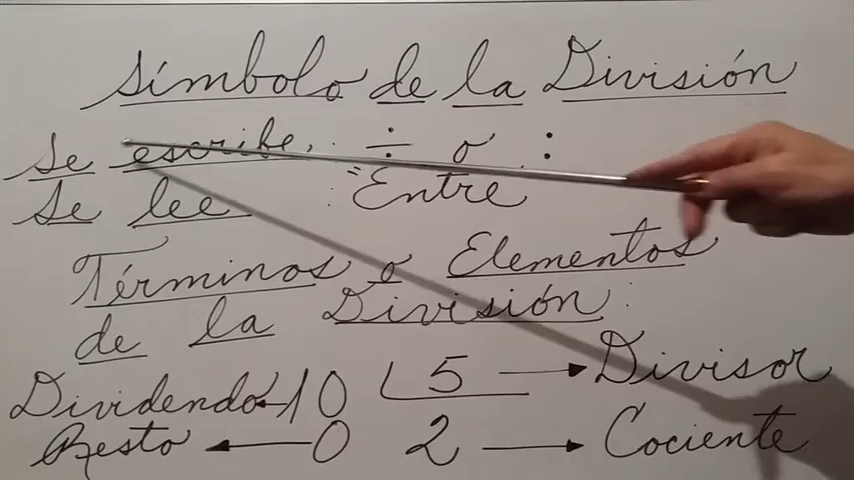 Símbolo de la División
Se escribe: ÷ o :
Se lee : "Entre
Términos o Elementos
de la División :
Dividendo ← 10 5 → Divisor
Resto ← 0 2 → Cociente